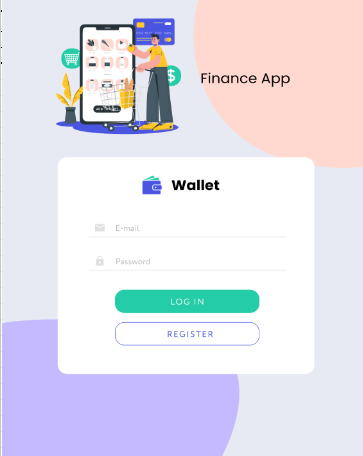 Finance App
Wallet
E-mail
Password
LOG IN
REGISTER